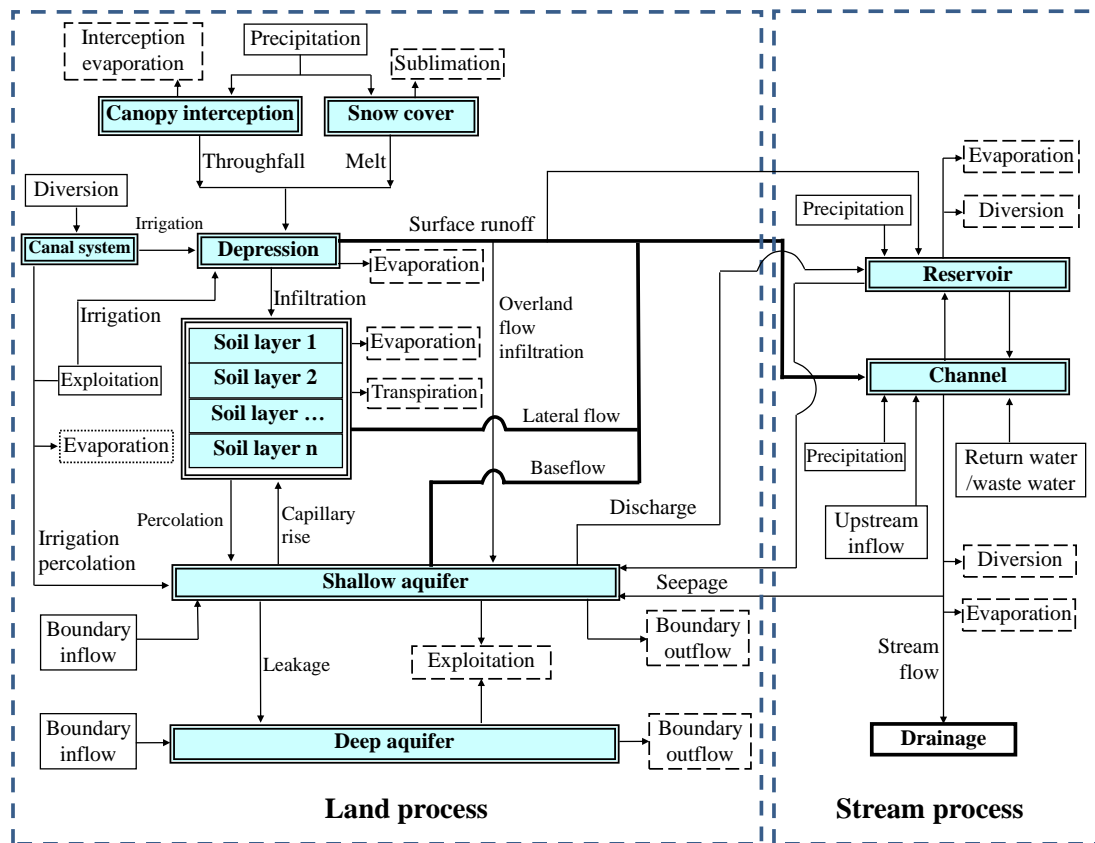 Interception
evaporation
Precipitation
Sublimation
Canopy interception
Snow cover
Throughfall
Melt
Diversion
Irrigation
Canal system
Depression
Surface runoff
Evaporation
Infiltration
Irrigation
Overland
flow
infiltration
Soil layer 1
Soil layer 2
Soil layer …
Soil layer n
Evaporation
Transpiration
Exploitation
Evaporation
Lateral flow
Baseflow
Percolation
Capillary
rise
Discharge
Irrigation
percolation
Shallow aquifer
Seepage
Boundary
inflow
Leakage
Exploitation
Boundary
outflow
Boundary
inflow
Deep aquifer
Boundary
outflow
Land process
Evaporation
Diversion
Precipitation
Reservoir
Channel
Precipitation
Upstream
inflow
Return water
/waste water
Diversion
Evaporation
Stream
flow
Drainage
Stream process